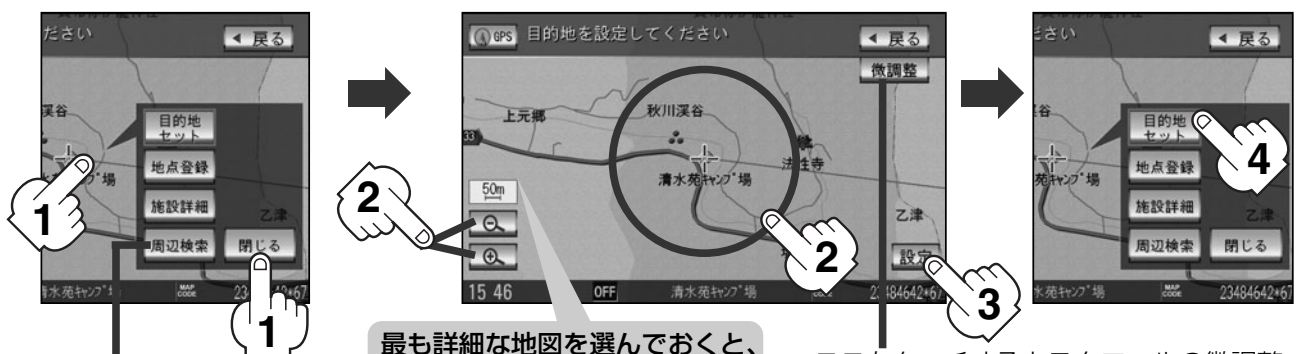 ださい
戻る
渓谷
目的地
セット
地点登録
施設詳細
周辺検索
閉じる
乙津
1
1
清水苑キャンプ場
MAP
CODE
GPS
目的地を設定してください
戻る
微調整
上元郷
秋川渓谷
33
法性寺
清水苑キャンプ場
50m
2
2
乙津
設定
3
15 46
OFF
清水苑キャンプ場
最も詳細な地図を選んでおくと、
ださい
戻る
目的地
セット
4
地点登録
施設詳細
周辺検索
閉じる
乙津
水苑キャンプ場
MAP
CODE
23484642*67